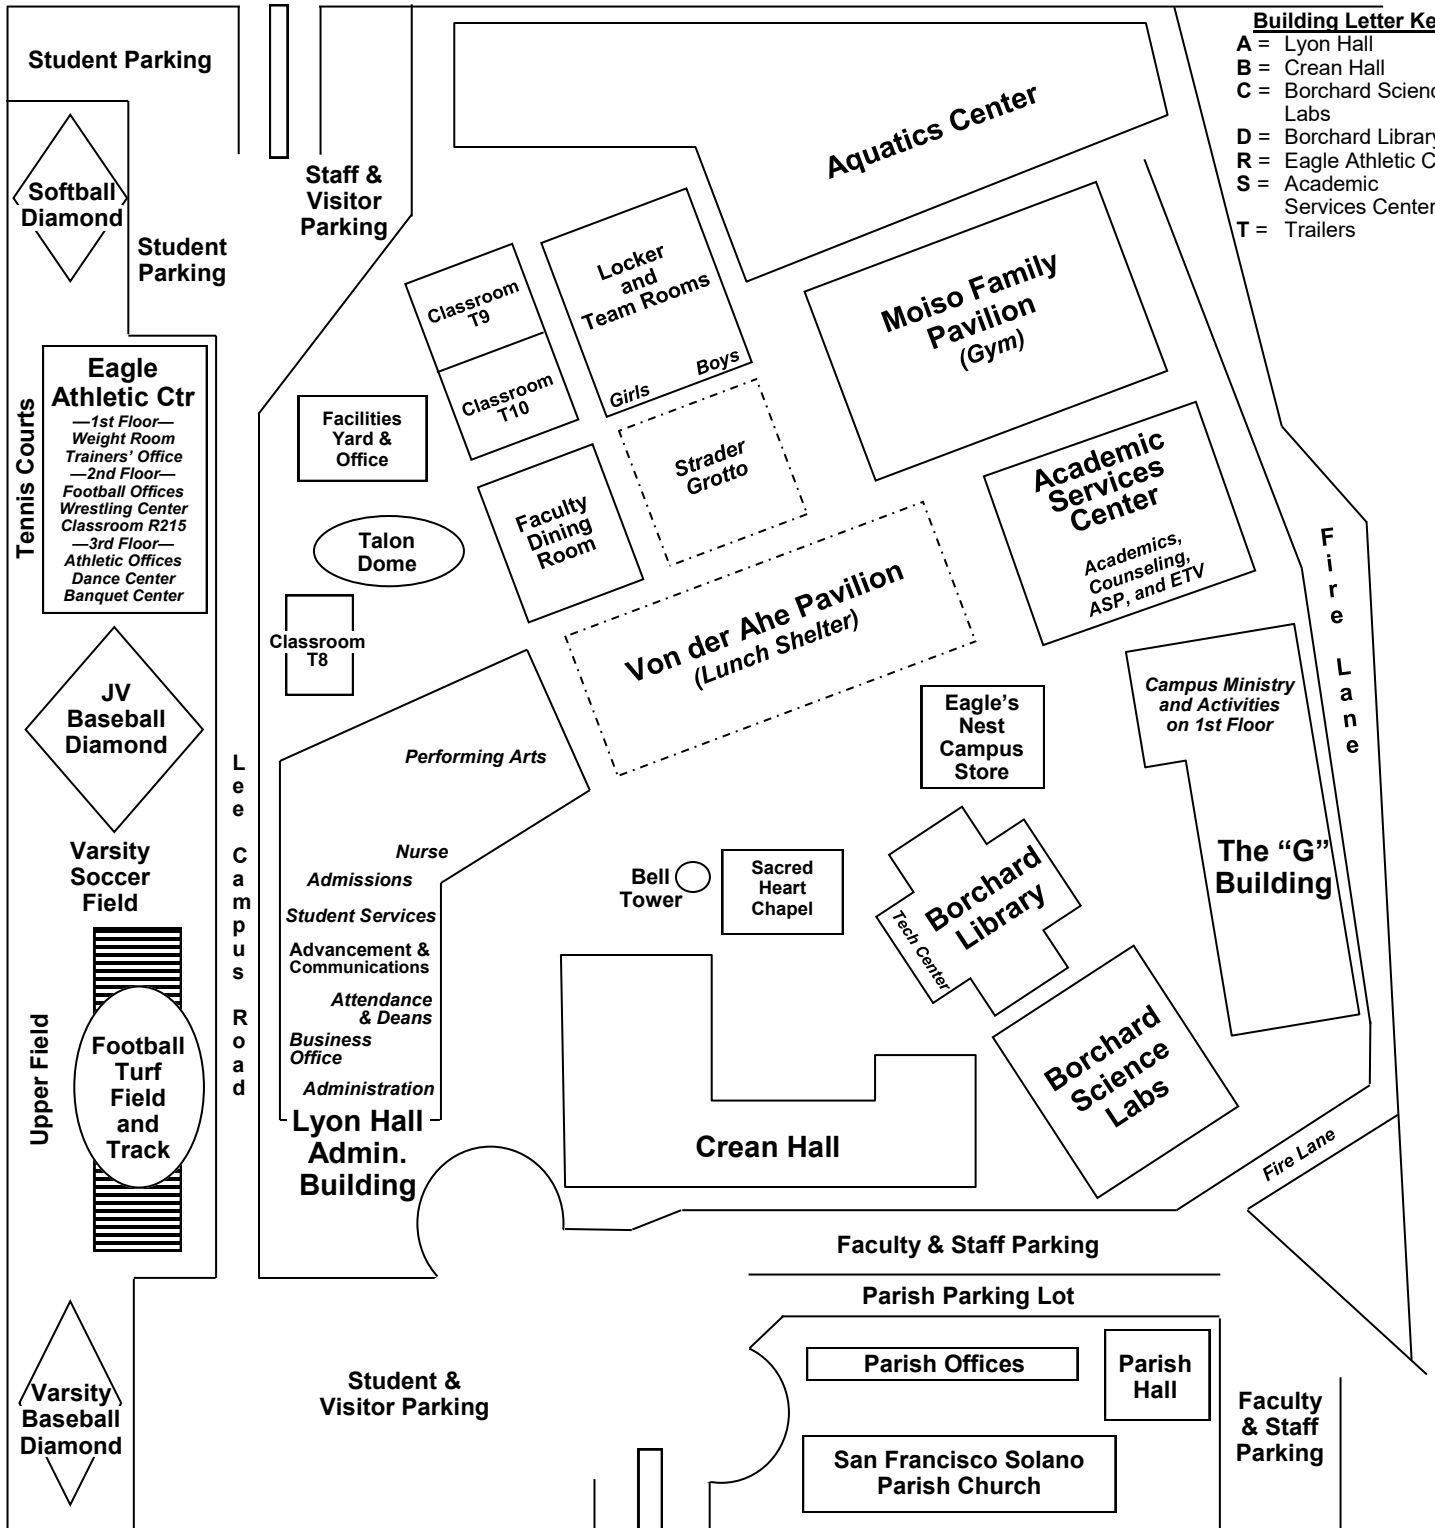 Building Letter Ke
A = Lyon Hall
B = Crean Hall
C = Borchard Scienc
Labs
D = Borchard Library
R = Eagle Athletic C
S = Academic
Services Center
T = Trailers
Student Parking
Softball
Diamond
Student
Parking
Staff &
Visitor
Parking
Aquatics Center
Locker
and
Team Rooms
Girls
Boys
Classroom
T9
Classroom
T10
Moiso Family
Pavilion
(Gym)
Tennis Courts
Eagle
Athletic Ctr
—1st Floor—
Weight Room
Trainers’ Office
—2nd Floor—
Football Offices
Wrestling Center
Classroom R215
—3rd Floor—
Athletic Offices
Dance Center
Banquet Center
Facilities
Yard &
Office
Strader
Grotto
Academic
Services
Center
Academics,
Counseling,
ASP, and ETV
Faculty
Dining
Room
Talon
Dome
Fire Lane
Classroom
T8
Von der Ahe Pavilion
(Lunch Shelter)
JV
Baseball
Diamond
Campus Ministry
and Activities
on 1st Floor
Eagle’s
Nest
Campus
Store
Performing Arts
Lee Campus Road
Varsity
Soccer
Field
Nurse
Admissions
Student Services
Advancement &
Communications
Attendance
& Deans
Business
Office
Administration
Lyon Hall
Admin.
Building
Bell
Tower
Sacred
Heart
Chapel
Borchard
Library
Tech Center
The “G”
Building
Upper Field
Football
Turf
Field
and
Track
Borchard
Science
Labs
Crean Hall
Fire Lane
Faculty & Staff Parking
Parish Parking Lot
Parish Offices
Parish
Hall
Student &
Visitor Parking
Varsity
Baseball
Diamond
Faculty
& Staff
Parking
San Francisco Solano
Parish Church